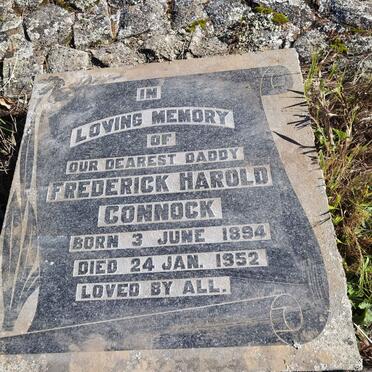 IN
LOVING MEMORY
OF
OUR DEAREST DADDY
FREDERICK HAROLD
CONNOCK
BORN 3 JUNE 1894
DIED 24 JAN. 1952
LOVED BY ALL.